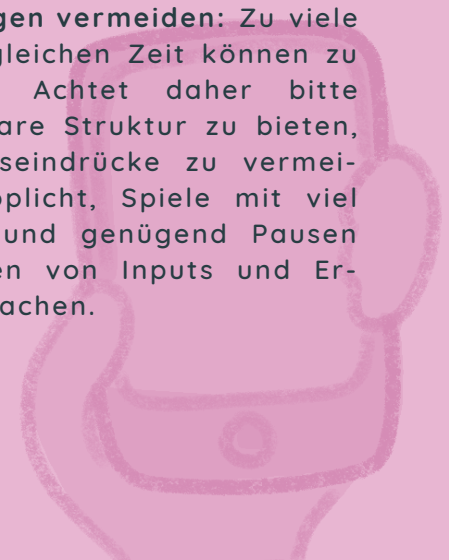 gen vermeiden: Zu viele
gleichen Zeit können zu
Achtet daher bitte
are Struktur zu bieten,
seindrücke zu vermei-
plicht, Spiele mit viel
und genügend Pausen
en von Inputs und Er-
achen.